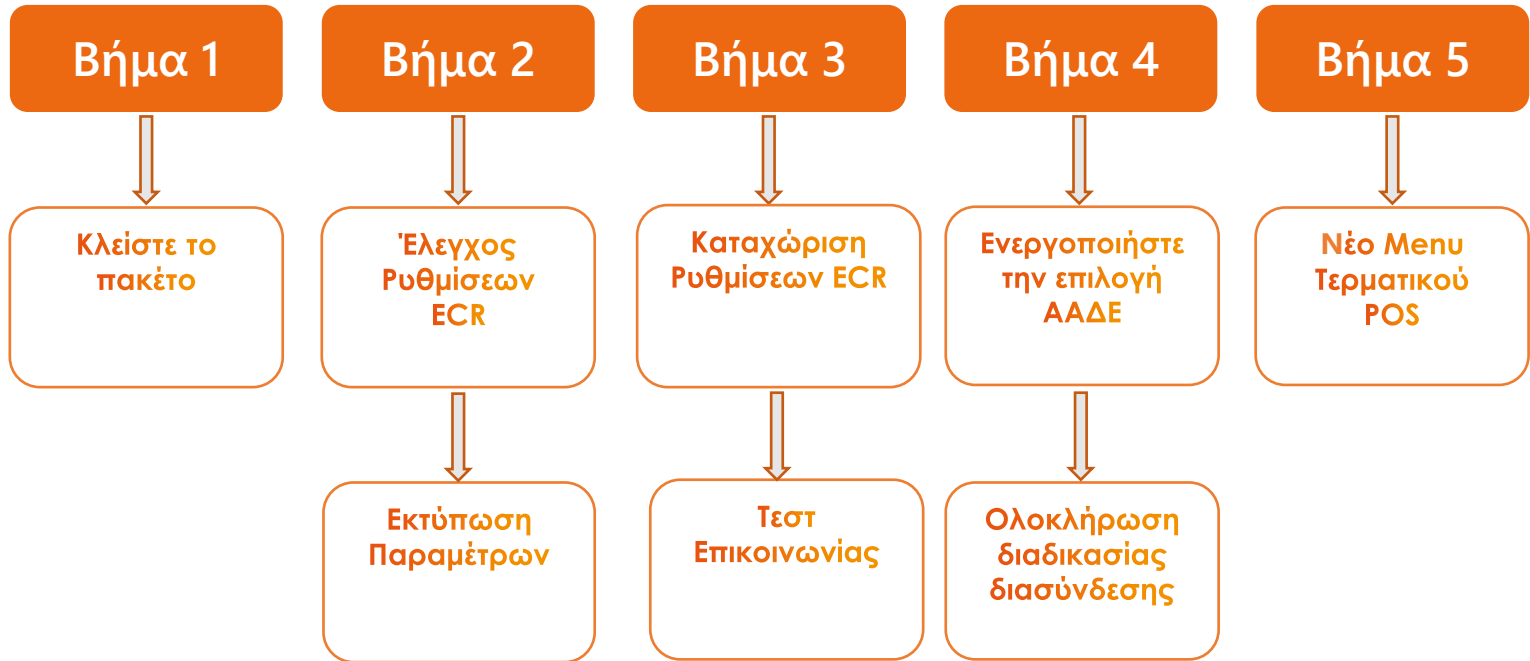 Βήμα 1
Βήμα 2
Βήμα 3
Βήμα 4
Βήμα 5
Κλείστε το
πακέτο
Έλεγχος
Ρυθμίσεων
ECR
Καταχώριση
Ρυθμίσεων ECR
Ενεργοποιήστε
την επιλογή
ΑΑΔΕ
Νέο Menu
Τερματικού
POS
Εκτύπωση
Παραμέτρων
Τεστ
Επικοινωνίας
Ολοκλήρωση
διαδικασίας
διασύνδεσης